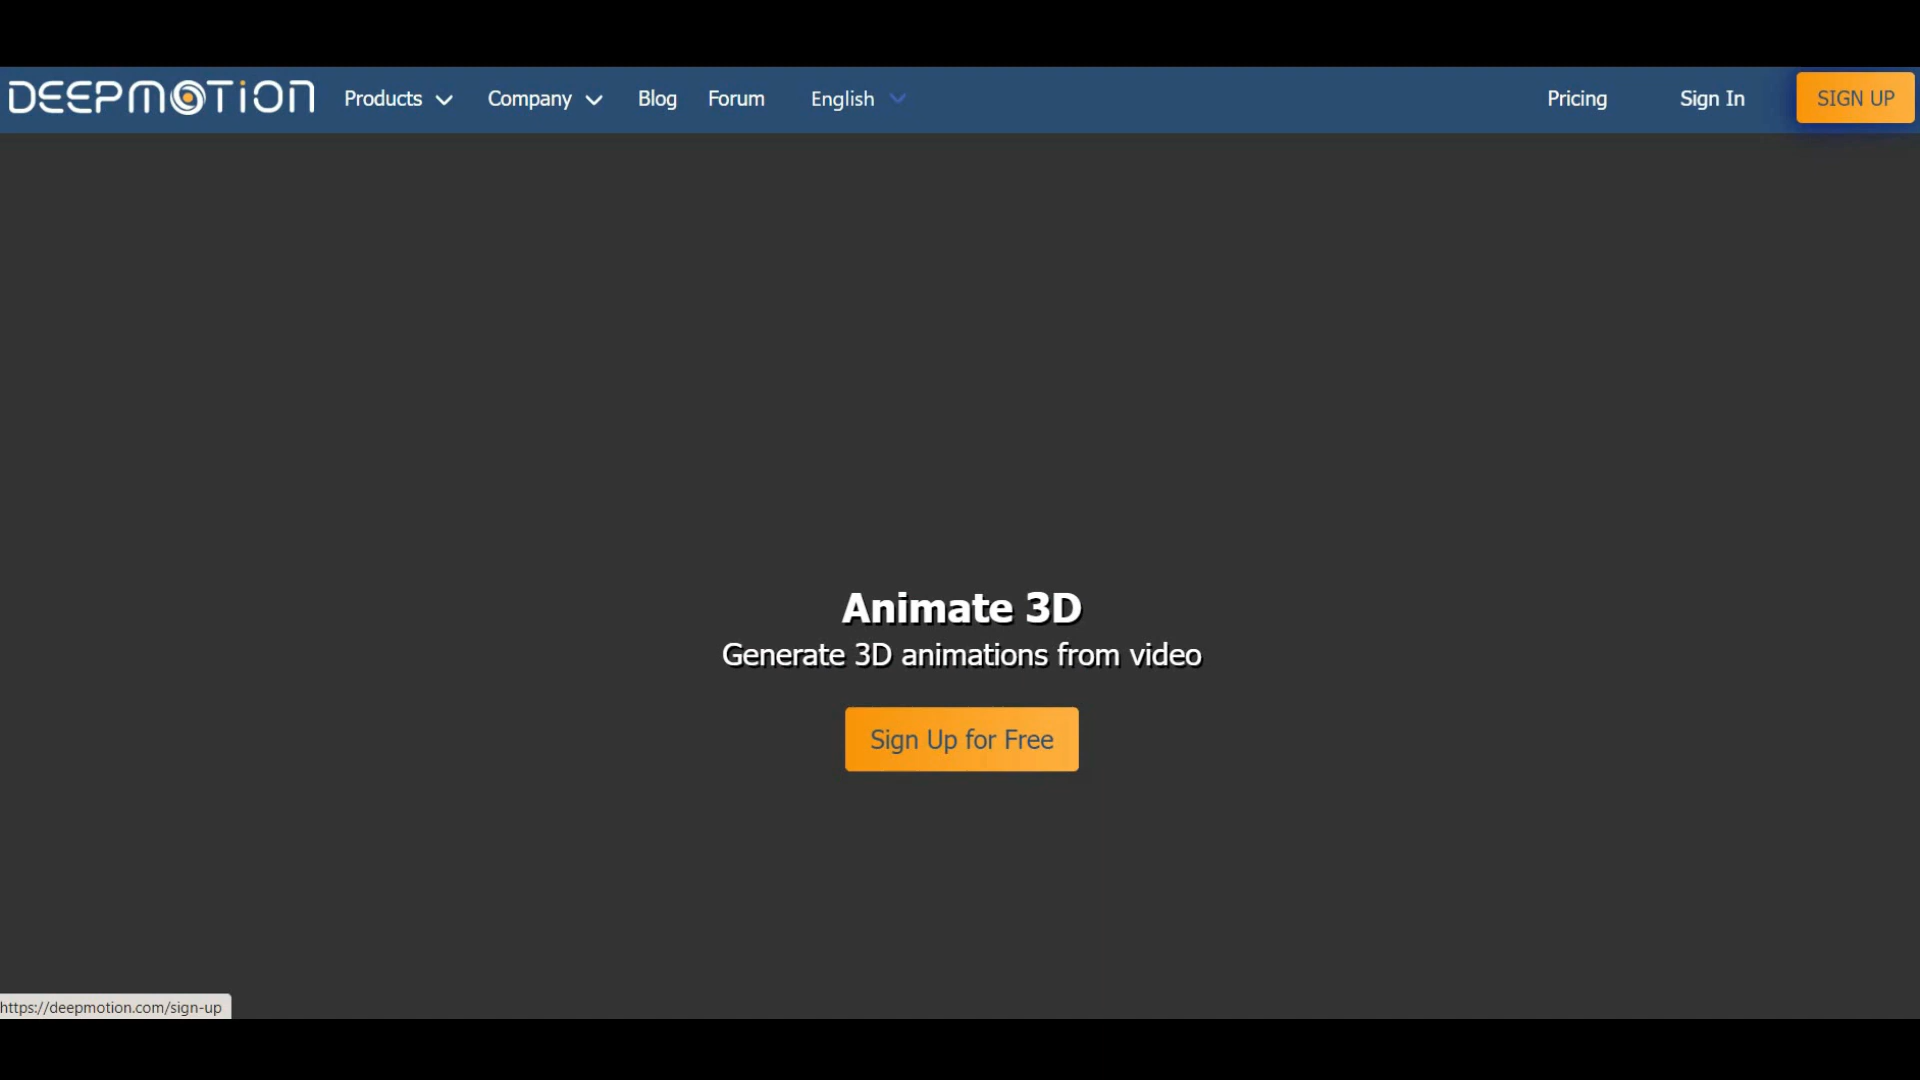 DEEPMOTION Products Company Blog Forum English Pricing Sign In SIGN UP
Animate 3D
Generate 3D animations from video
Sign Up for Free
https://deepmotion.com/sign-up